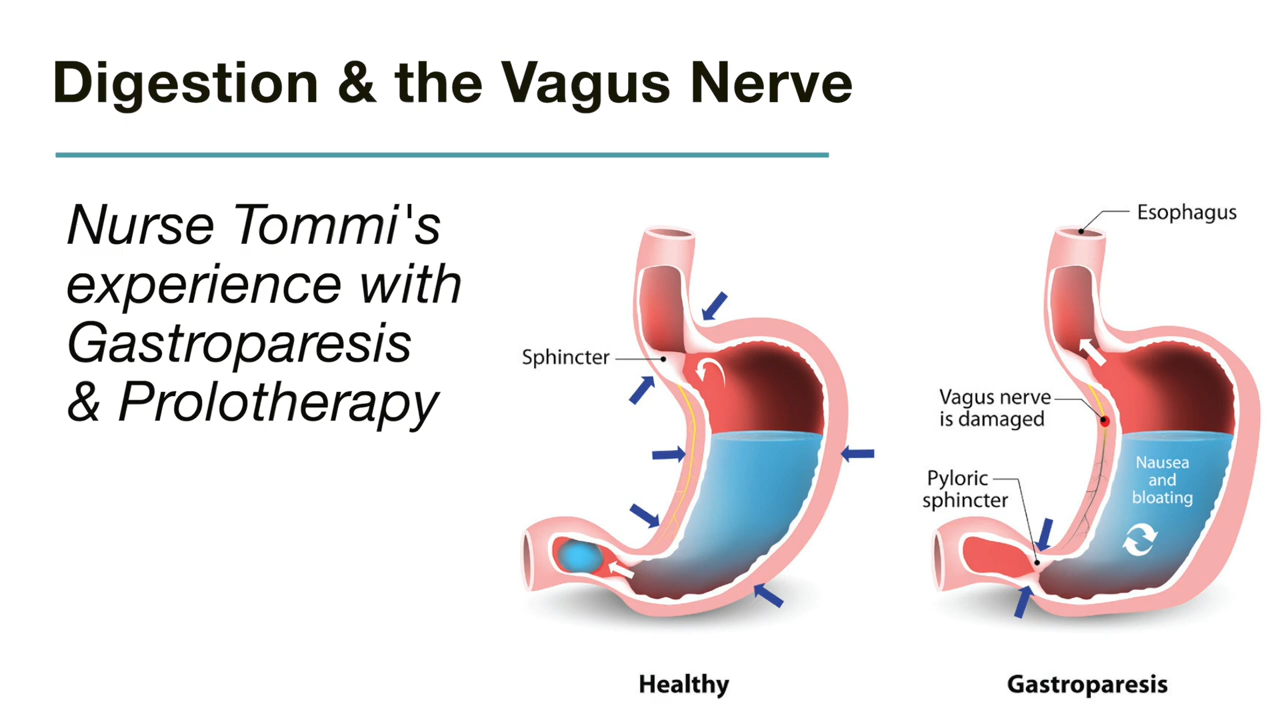 Digestion & the Vagus Nerve
Nurse Tommi's
experience with
Gastroparesis
& Prolotherapy
Sphincter
Healthy
Esophagus
Vagus nerve
is damaged
Pyloric
sphincter
Nausea
and
bloating
Gastroparesis